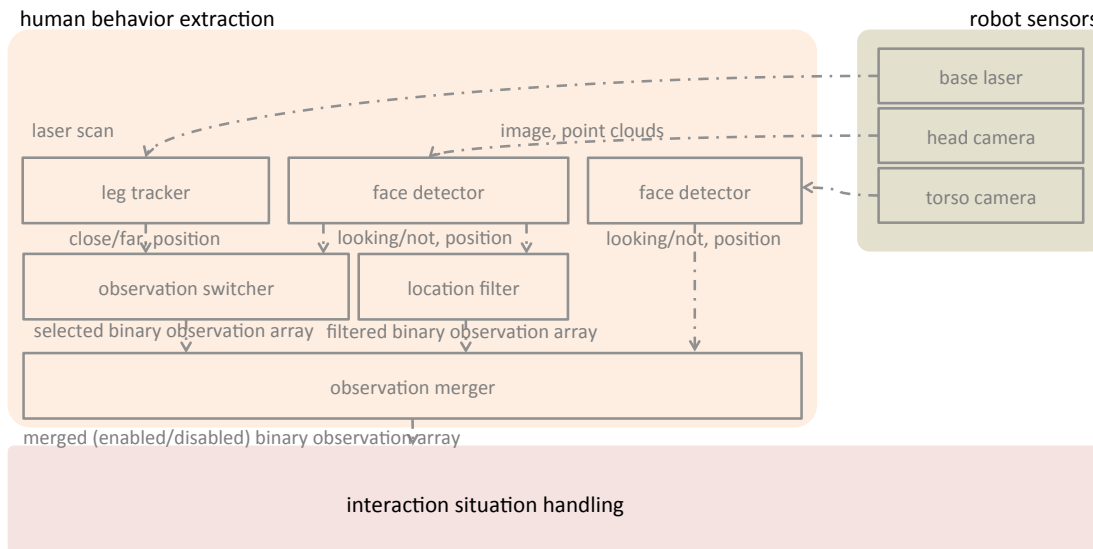 human behavior extraction
robot sensors
base laser
laser scan
image, point clouds
head camera
leg tracker
face detector
face detector
torso camera
close/far, position
looking/not, position
looking/not, position
observation switcher
location filter
selected binary observation array
filtered binary observation array
observation merger
merged (enabled/disabled) binary observation array
interaction situation handling